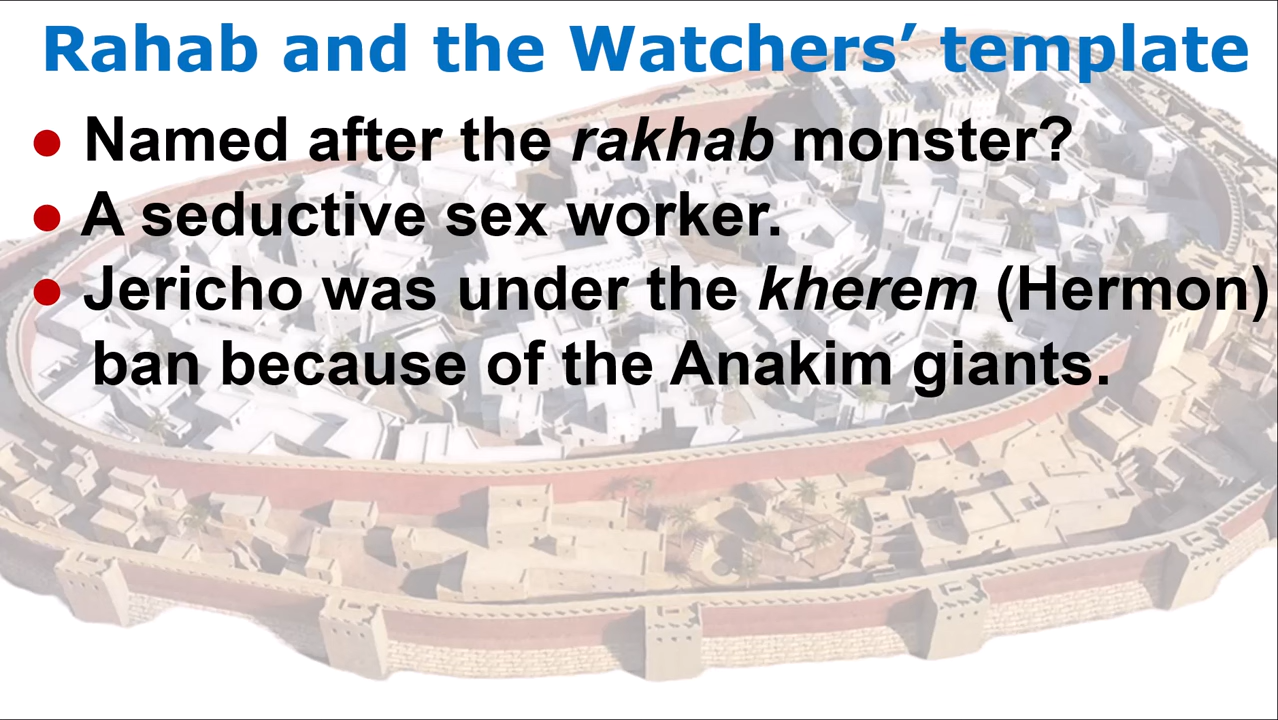 Rahab and the Watchers’ template
● Named after the rakhab monster?
● A seductive sex worker.
● Jericho was under the kherem (Hermon)
ban because of the Anakim giants.